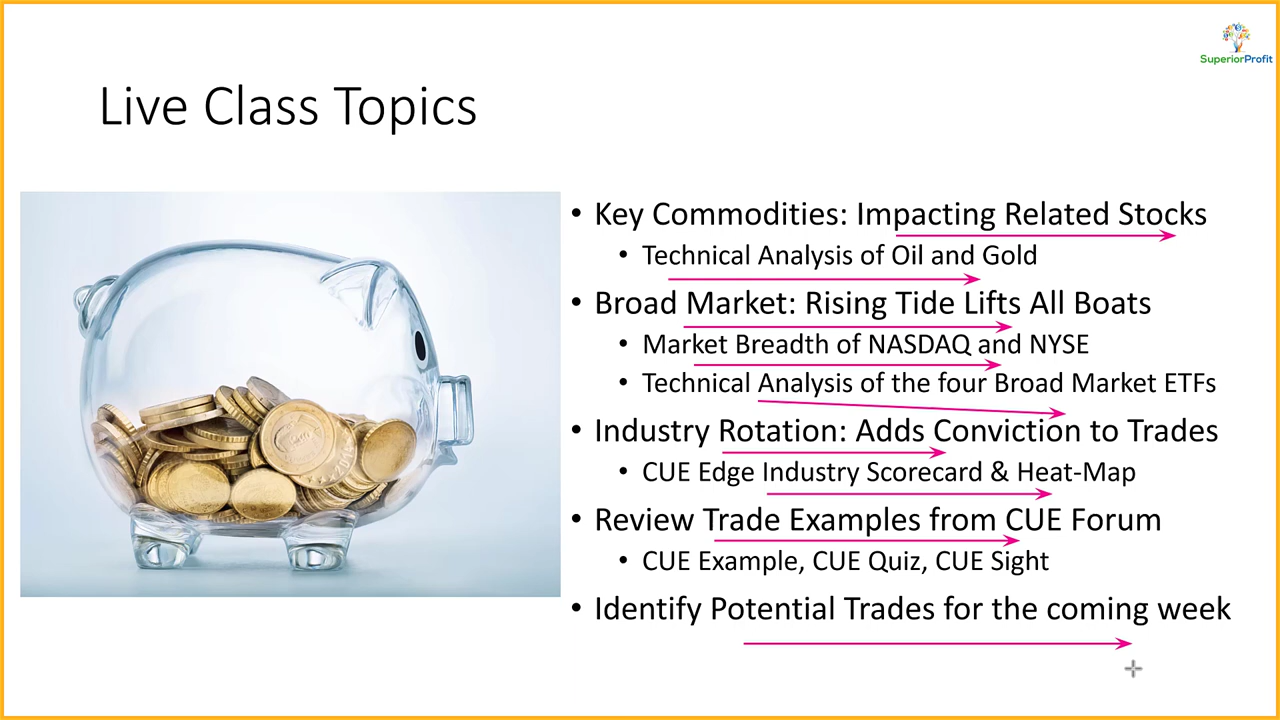 SuperiorProfit
Live Class Topics
• Key Commodities: Impacting Related Stocks
• Technical Analysis of Oil and Gold
• Broad Market: Rising Tide Lifts All Boats
• Market Breadth of NASDAQ and NYSE
• Technical Analysis of the four Broad Market ETFs
• Industry Rotation: Adds Conviction to Trades
• CUE Edge Industry Scorecard & Heat-Map
• Review Trade Examples from CUE Forum
• CUE Example, CUE Quiz, CUE Sight
• Identify Potential Trades for the coming week